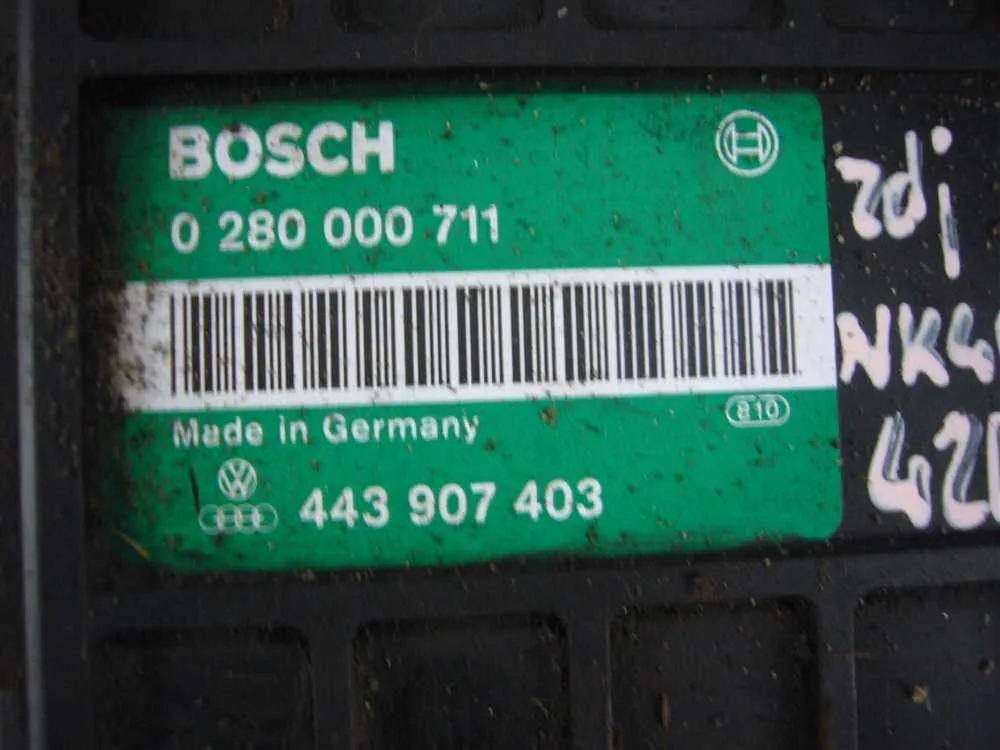 BOSCH
0 280 000 711
Made in Germany
810
443 907 403